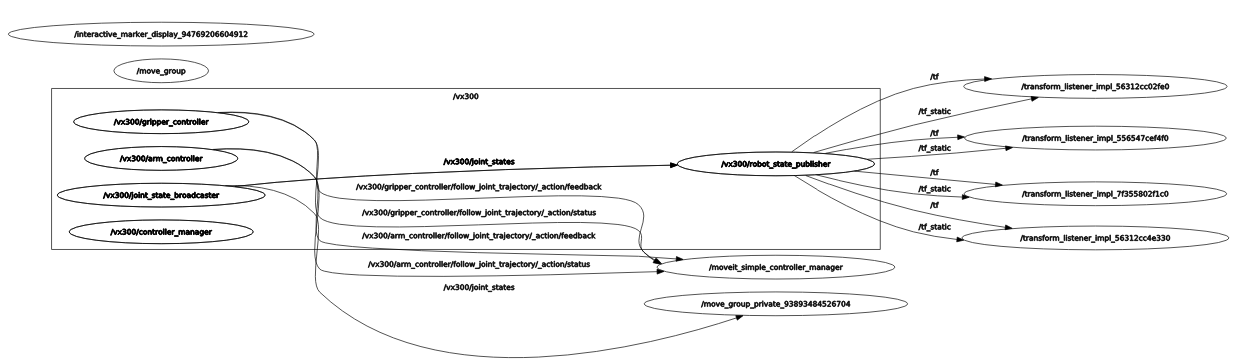 /interactive_marker_display_94769206604912
/move_group
/vx300
/vx300/gripper_controller
/vx300/arm_controller
/vx300/joint_state_broadcaster
/vx300/controller_manager
/vx300/joint_states
/vx300/gripper_controller/follow_joint_trajectory/_action/feedback
/vx300/gripper_controller/follow_joint_trajectory/_action/status
/vx300/arm_controller/follow_joint_trajectory/_action/feedback
/vx300/arm_controller/follow_joint_trajectory/_action/status
/vx300/joint_states
/vx300/robot_state_publisher
/moveit_simple_controller_manager
/move_group_private_93893484526704
/tf
/tf_static
/tf
/tf_static
/tf
/tf_static
/tf
/tf_static
/transform_listener_impl_56312cc02fe0
/transform_listener_impl_556547cef4f0
/transform_listener_impl_7f355802f1c0
/transform_listener_impl_56312cc4e330